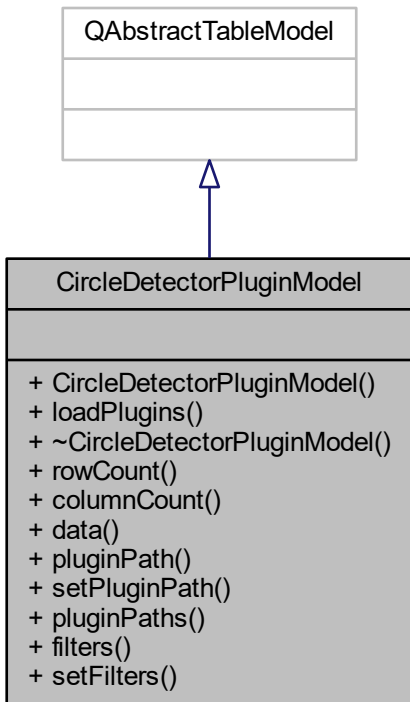 QAbstractTableModel
CircleDetectorPluginModel
+ CircleDetectorPluginModel()
+ loadPlugins()
+ ~CircleDetectorPluginModel()
+ rowCount()
+ columnCount()
+ data()
+ pluginPath()
+ setPluginPath()
+ pluginPaths()
+ filters()
+ setFilters()